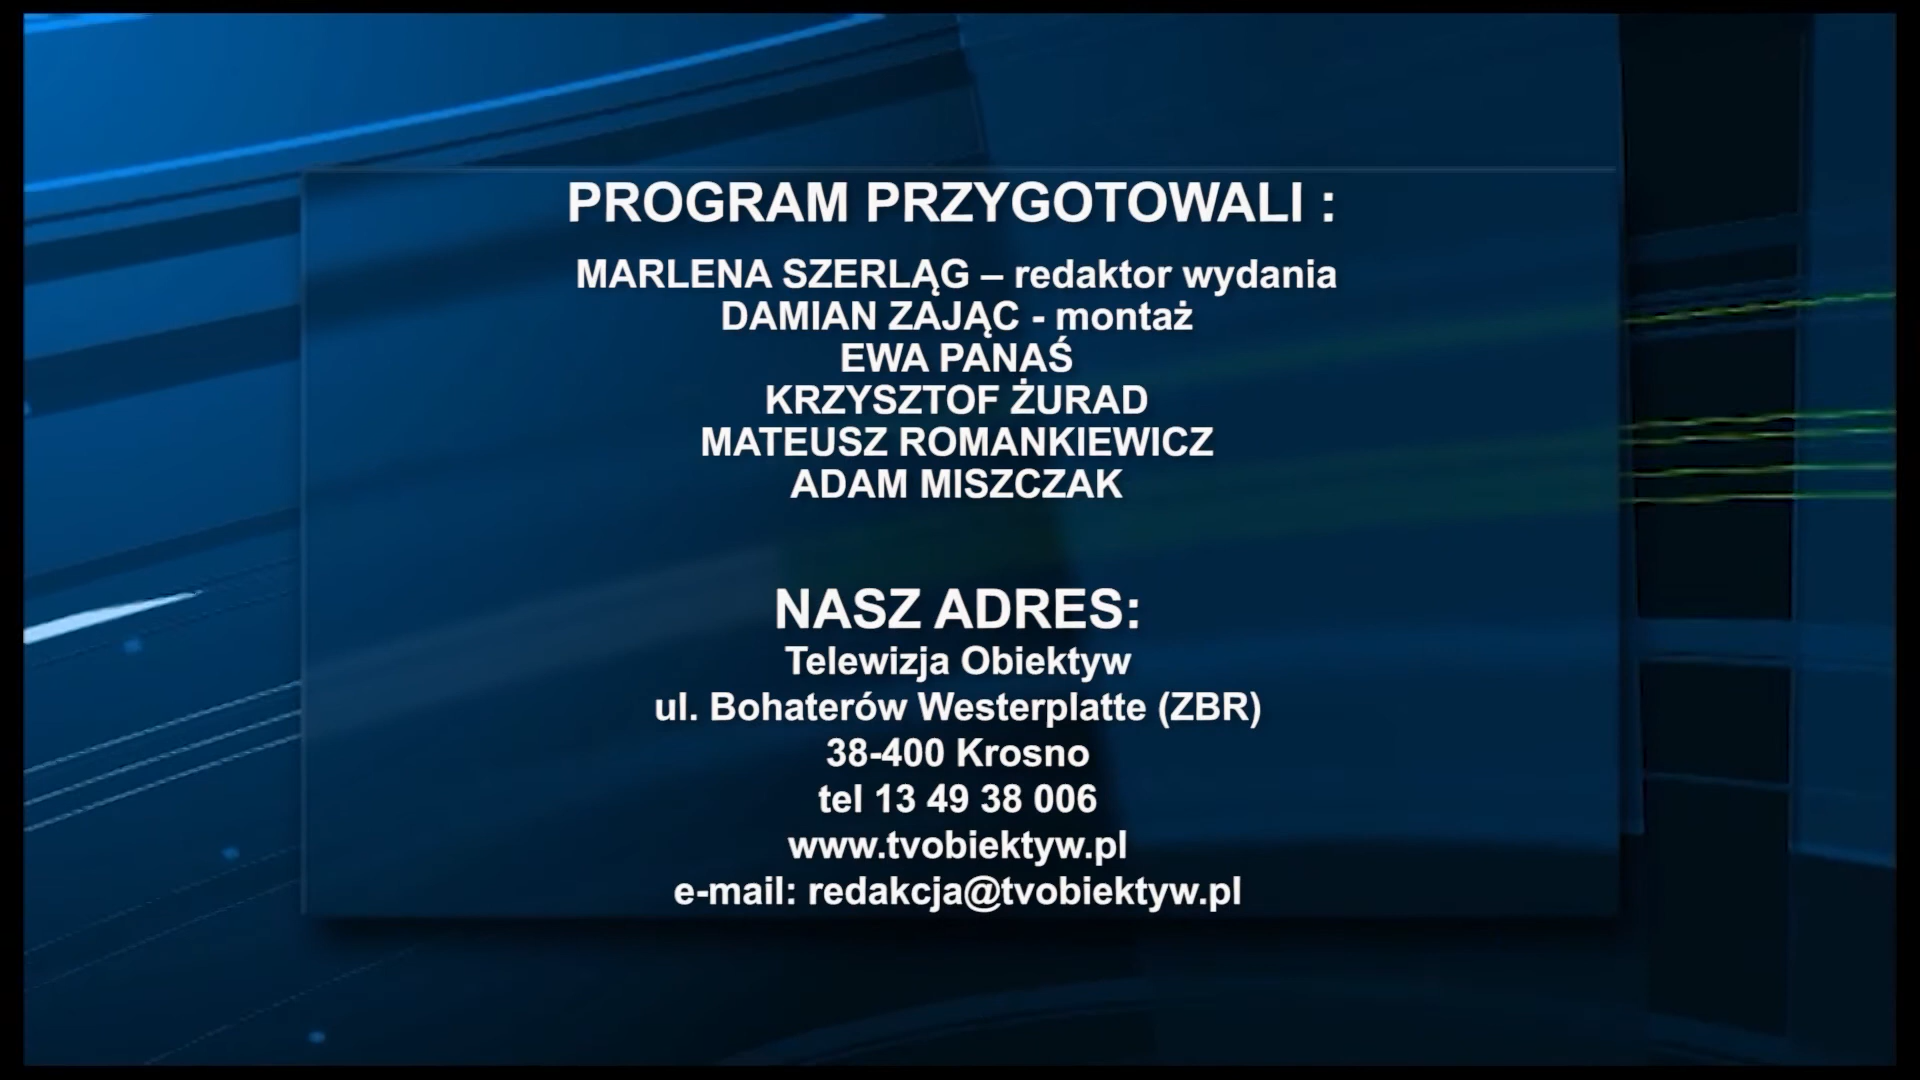 PROGRAM PRZYGOTOWALI :
MARLENA SZERLĄG – redaktor wydania
DAMIAN ZAJĄC - montaż
EWA PANAŚ
KRZYSZTOF ŻURAD
MATEUSZ ROMANKIEWICZ
ADAM MISZCZAK
NASZ ADRES:
Telewizja Obiektyw
ul. Bohaterów Westerplatte (ZBR)
38-400 Krosno
tel 13 49 38 006
www.tvobiektyw.pl
e-mail: redakcja@tvobiektyw.pl